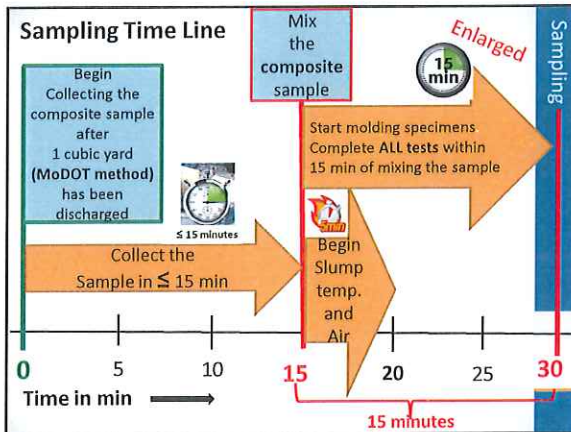 Sampling Time Line
Begin
Collecting the
composite sample
after
1 cubic yard
(MoDOT method)
has been
discharged
≤ 15 minutes
Collect the
Sample in ≤ 15 min
Mix
the
composite
sample
15
min
Enlarged
Sampling
Start molding specimens
Complete ALL tests within
15 min of mixing the sample
5min
Begin
Slump
temp.
and
Air
0
5
10
15
20
25
30
Time in min
15 minutes